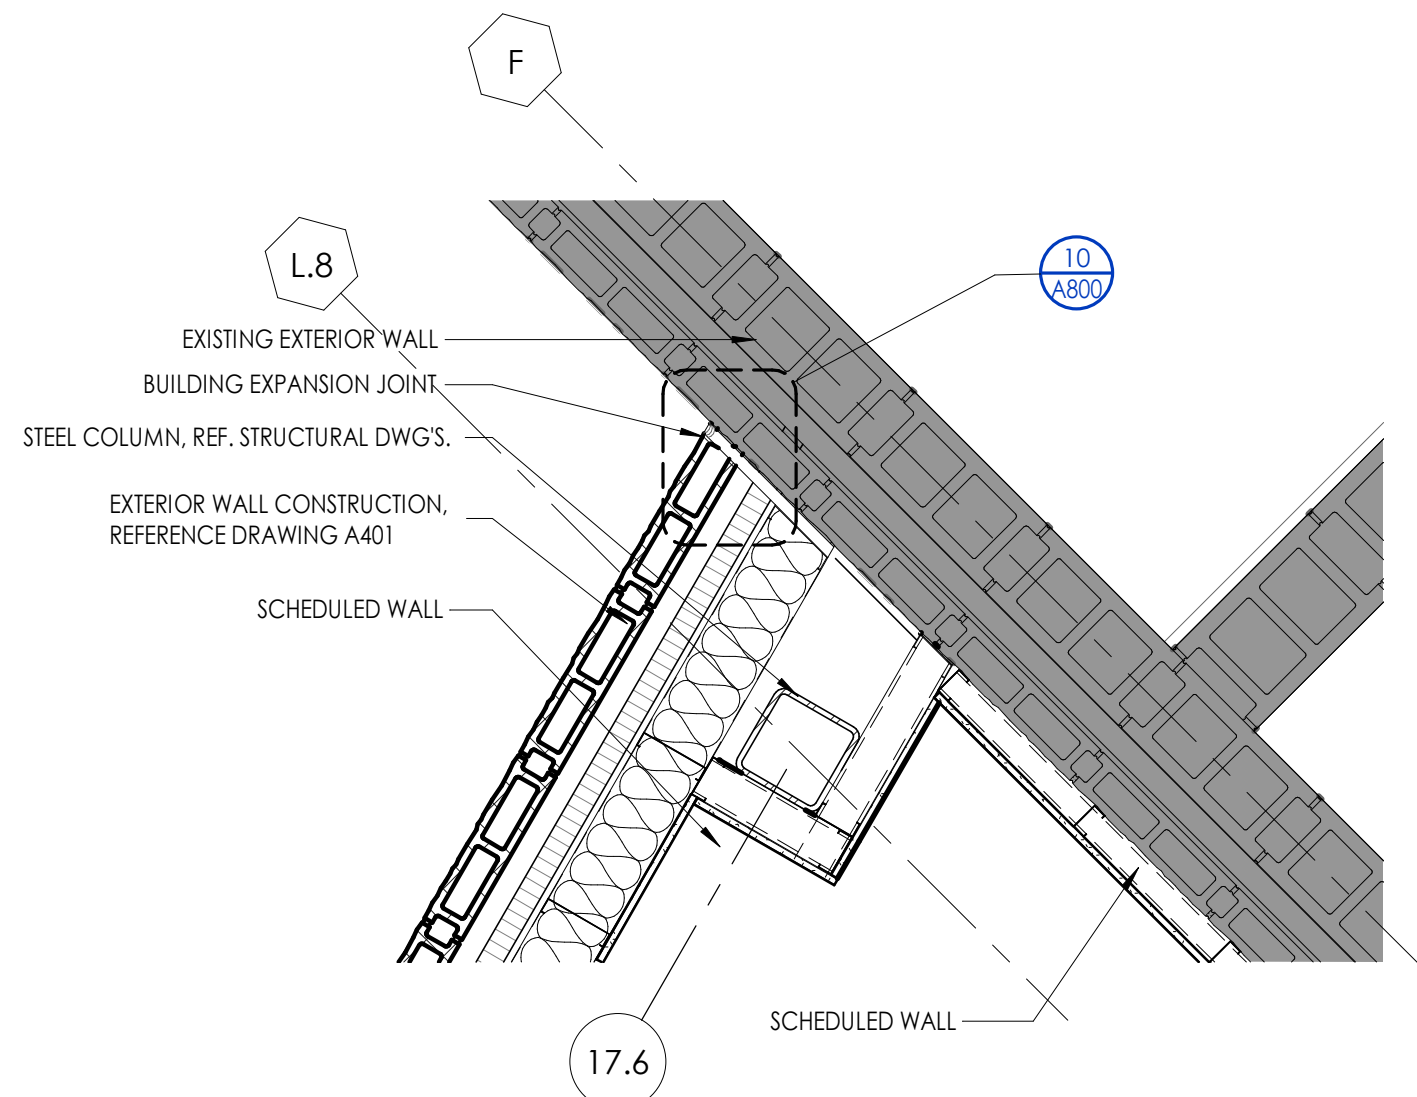 F
L.8
10
A800
EXISTING EXTERIOR WALL
BUILDING EXPANSION JOINT
STEEL COLUMN, REF. STRUCTURAL DWG'S.
EXTERIOR WALL CONSTRUCTION,
REFERENCE DRAWING A401
SCHEDULED WALL
SCHEDULED WALL
17.6